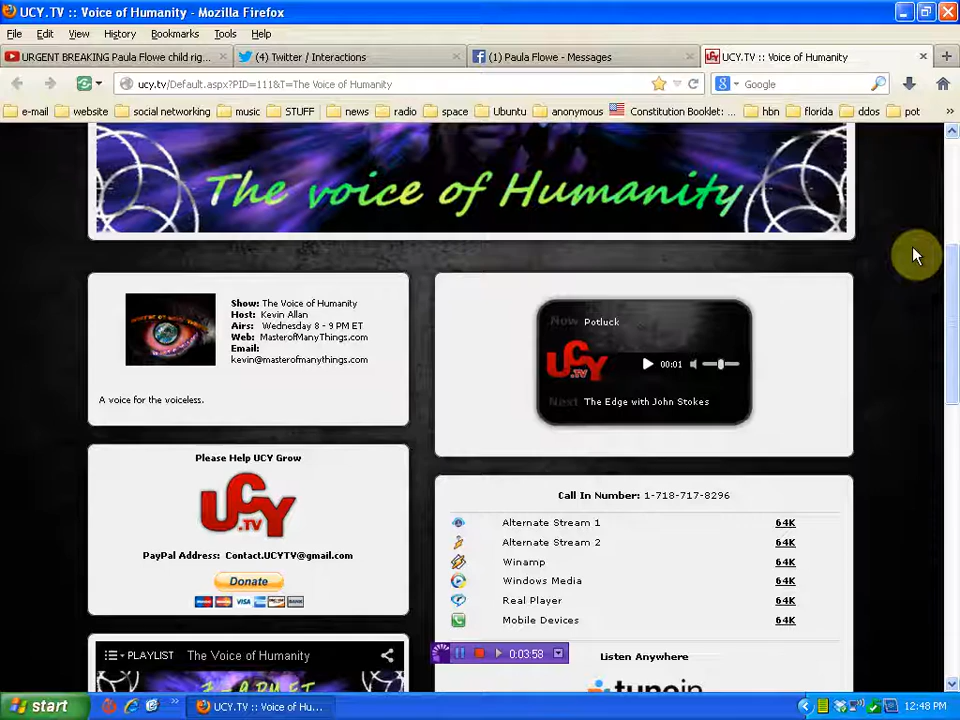 UCY.TV :: Voice of Humanity - Mozilla Firefox
File Edit View History Bookmarks Tools Help
URGENT BREAKING Paula Flowe child rig...
(4) Twitter / Interactions
(1) Paula Flowe - Messages
UCY.TV :: Voice of Humanity
ucy.tv/Default.aspx?PID=111&T=The Voice of Humanity
Google
e-mail website social networking music STUFF news radio space Ubuntu anonymous Constitution Booklet: ... hbn florida ddos pot
The voice of Humanity
Show: The Voice of Humanity
Host: Kevin Allan
Airs: Wednesday 8 - 9 PM ET
Web: MasterofManyThings.com
Email:
kevin@masterofmanythings.com
A voice for the voiceless.
Now Potluck
UCY.TV
00:01
Next The Edge with John Stokes
Please Help UCY Grow
UCY.TV
PayPal Address: Contact.UCYTV@gmail.com
Donate
VISA
Call In Number: 1-718-717-8296
Alternate Stream 1 64K
Alternate Stream 2 64K
Winamp 64K
Windows Media 64K
Real Player 64K
Mobile Devices 64K
Listen Anywhere
tunein
PLAYLIST The Voice of Humanity
0:03:58
start
UCY.TV :: Voice of Hu...
12:48 PM